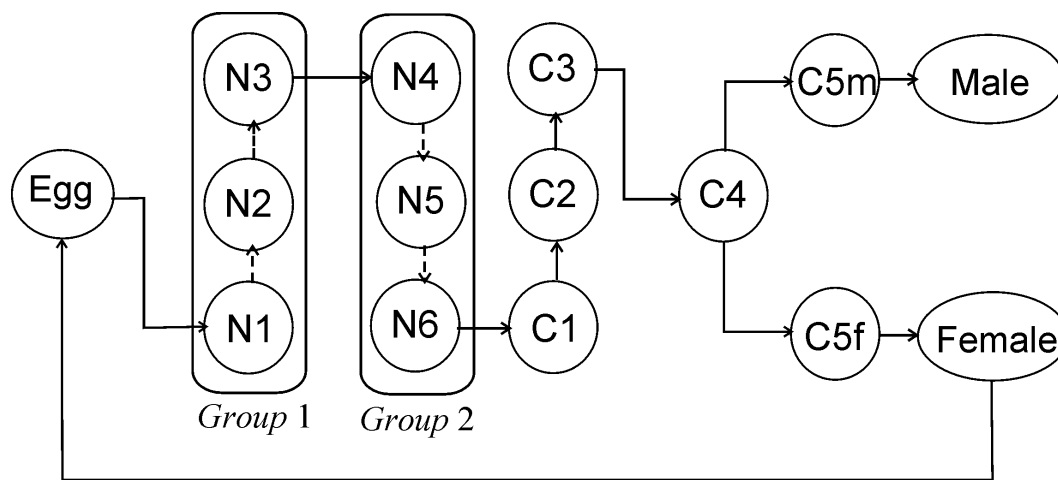 Egg
N1
N2
N3
Group 1
N4
N5
N6
Group 2
C1
C2
C3
C4
C5m
Male
C5f
Female